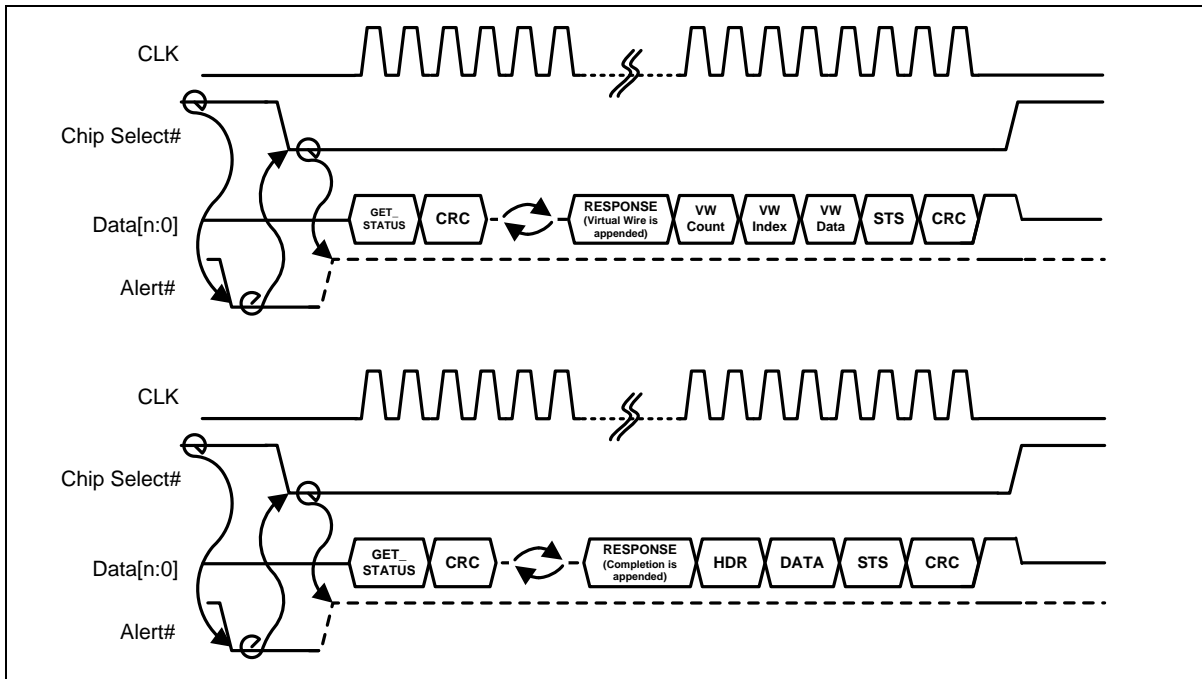 CLK
Chip Select#
Data[n:0]
GET_
STATUS
CRC
RESPONSE
(Virtual Wire is
appended)
VW
Count
VW
Index
VW
Data
STS
CRC
Alert#
CLK
Chip Select#
Data[n:0]
GET_
STATUS
CRC
RESPONSE
(Completion is
appended)
HDR
DATA
STS
CRC
Alert#